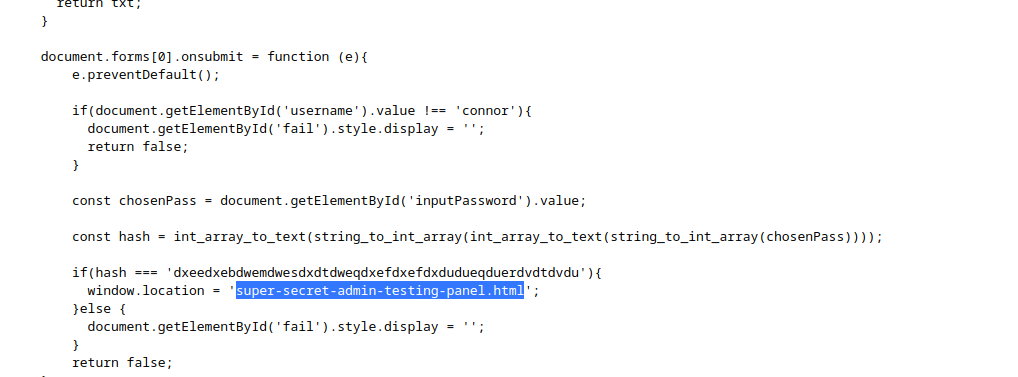 return txt;
}
document.forms[0].onsubmit = function (e){
e.preventDefault();
if(document.getElementById('username').value !== 'connor'){
document.getElementById('fail').style.display = '';
return false;
}
const chosenPass = document.getElementById('inputPassword').value;
const hash = int_array_to_text(string_to_int_array(int_array_to_text(string_to_int_array(chosenPass))));
if(hash === 'dxeedxebdwemdwesdxdtdweqdxefdxefdxdudueqduerdvdtdvdu'){
window.location = 'super-secret-admin-testing-panel.html';
}else {
document.getElementById('fail').style.display = '';
}
return false;